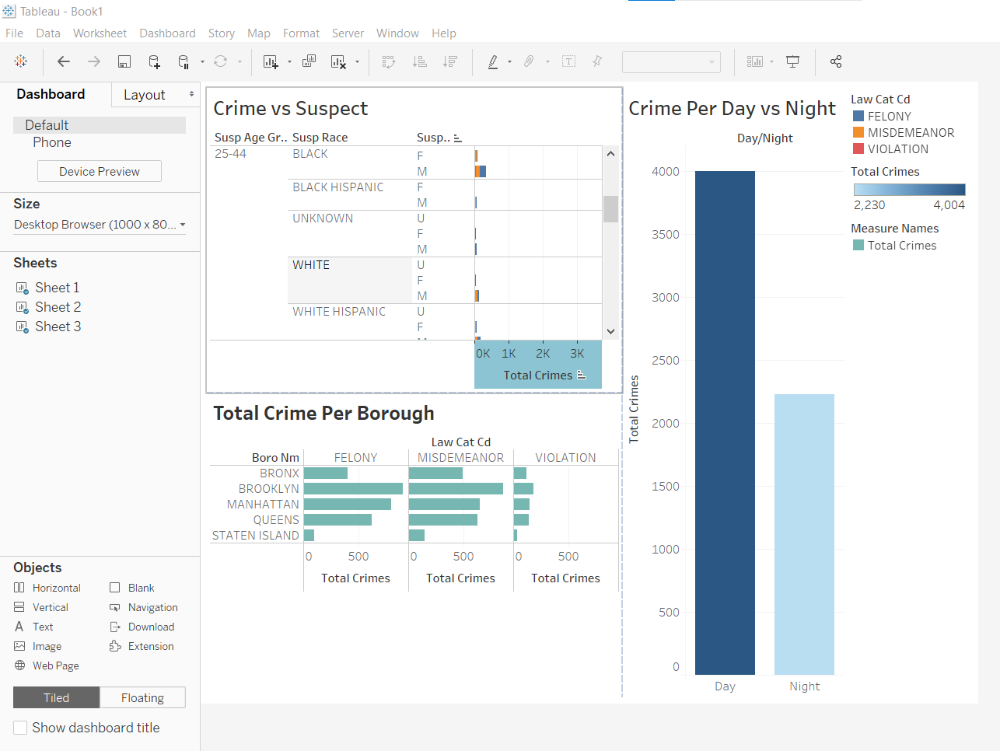 Tableau - Book1
File Data Worksheet Dashboard Story Map Format Server Window Help
Dashboard
Layout
Default
Phone
Device Preview
Size
Desktop Browser (1000 x 80...
Sheets
Sheet 1
Sheet 2
Sheet 3
Objects
Horizontal Blank
Vertical Navigation
Text Download
Image Extension
Web Page
Tiled Floating
Show dashboard title
Crime vs Suspect
Susp Age Gr.. Susp Race Susp..
25-44 BLACK F
M
BLACK HISPANIC F
M
UNKNOWN U
F
M
WHITE U
F
M
WHITE HISPANIC U
F
0K 1K 2K 3K
Total Crimes
Total Crime Per Borough
Law Cat Cd
Boro Nm FELONY MISDEMEANOR VIOLATION
BRONX
BROOKLYN
MANHATTAN
QUEENS
STATEN ISLAND
0 500 0 500 0 500
Total Crimes Total Crimes Total Crimes
Crime Per Day vs Night
Day/Night
4000
3500
3000
2500
2000
1500
1000
500
0
Total Crimes
Day Night
Law Cat Cd
FELONY
MISDEMEANOR
VIOLATION
Total Crimes
2,230 4,004
Measure Names
Total Crimes